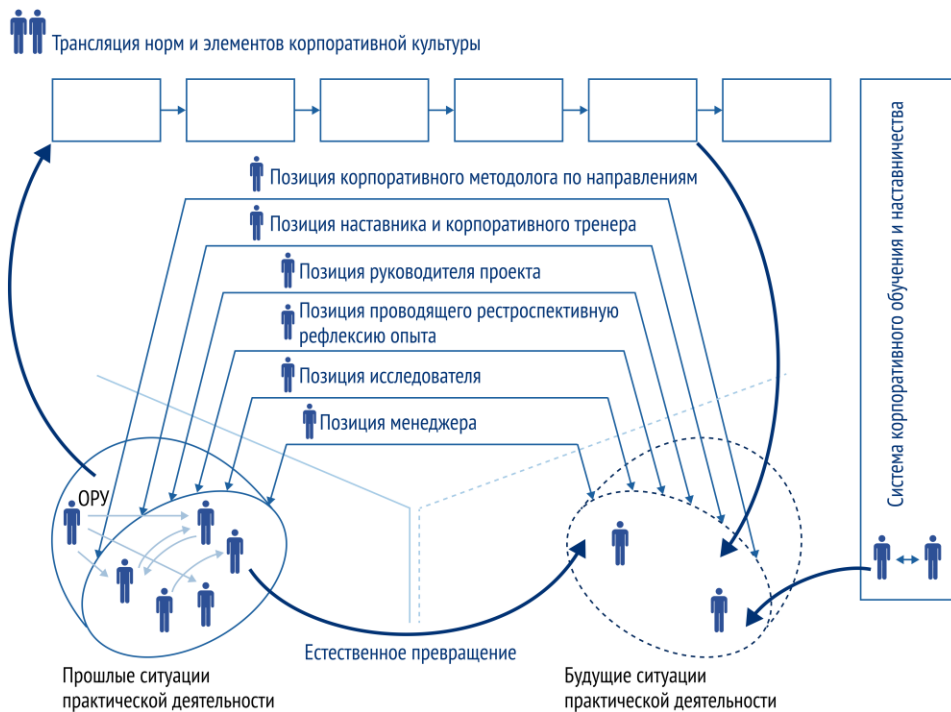 Трансляция норм и элементов корпоративной культуры
Позиция корпоративного методолога по направлениям
Позиция наставника и корпоративного тренера
Позиция руководителя проекта
Позиция проводящего рестроспективную
рефлексию опыта
Позиция исследователя
Позиция менеджера
Система корпоративного обучения и наставничества
ОРУ
Естественное превращение
Прошлые ситуации
практической деятельности
Будущие ситуации
практической деятельности